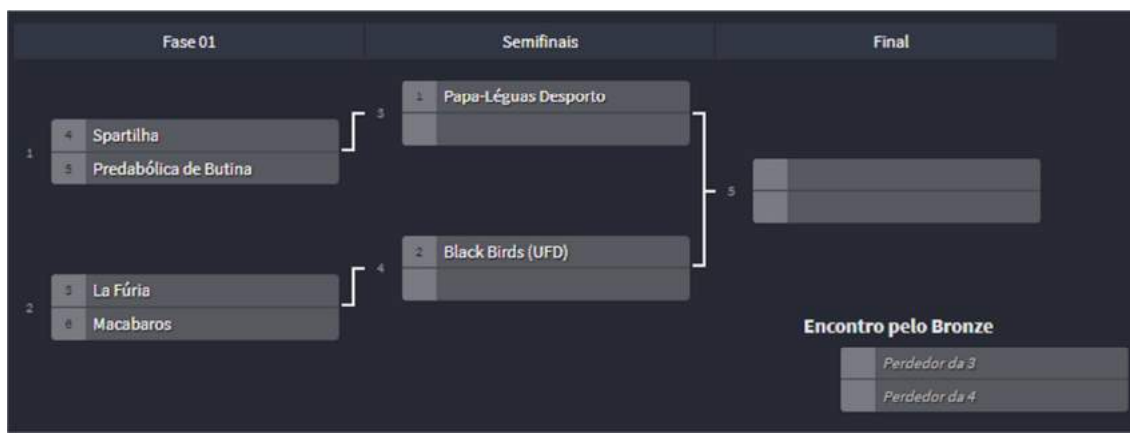 Fase 01
Semifinais
Final
1
4 Spartilha
5 Predabólica de Butina
2
3 La Fúria
6 Macabaros
3
1 Papa-Léguas Desporto
4
2 Black Birds (UFD)
5
Encontro pelo Bronze
Perdedor da 3
Perdedor da 4